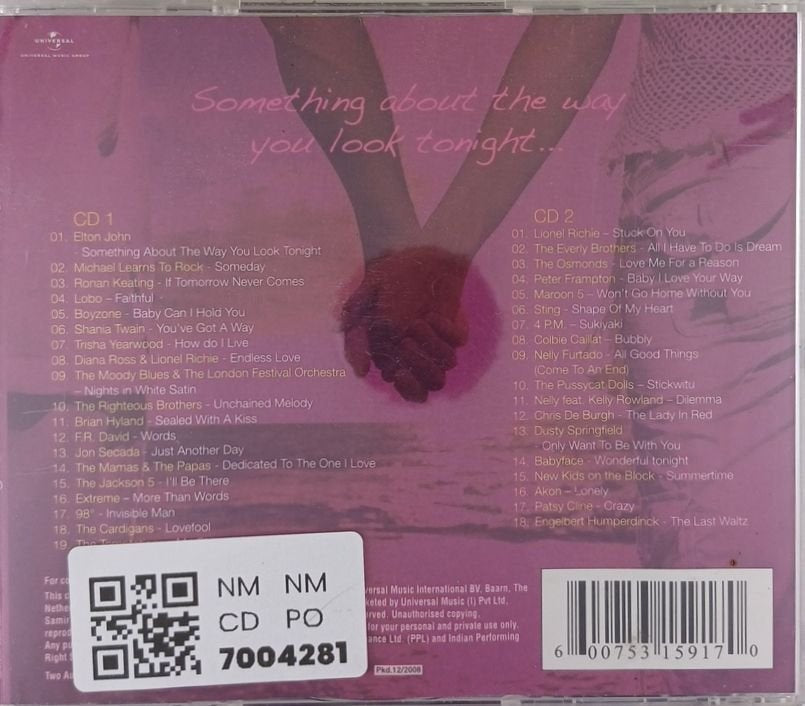 UNIVERSAL
UNIVERSAL MUSIC GROUP
Something about the way
you look tonight...
CD 1
01. Elton John
- Something About The Way You Look Tonight
02. Michael Learns To Rock - Someday
03. Ronan Keating - If Tomorrow Never Comes
04. Lobo – Faithful -
05. Boyzone - Baby Can I Hold You
06. Shania Twain - You've Got A Way
07. Trisha Yearwood - How do I Live
08. Diana Ross & Lionel Richie - Endless Love
09. The Moody Blues & The London Festival Orchestra
– Nights in White Satin
10. The Righteous Brothers - Unchained Melody
11. Brian Hyland - Sealed With A Kiss
12. F.R. David - Words
13. Jon Secada - Just Another Day
14. The Mamas & The Papas - Dedicated To The One I Love
15. The Jackson 5 - I'll Be There
16. Extreme – More Than Words
17. 98° - Invisible Man
18. The Cardigans - Lovefool
19. The
CD 2
01. Lionel Richie – Stuck On You
02. The Everly Brothers - All I Have To Do Is Dream
03. The Osmonds - Love Me For a Reason
04. Peter Frampton - Baby I Love Your Way
05. Maroon 5 – Won't Go Home Without You
06. Sting - Shape Of My Heart
07. 4 P.M. – Sukiyaki
08. Colbie Caillat – Bubbly
09. Nelly Furtado - All Good Things
(Come To An End)
10. The Pussycat Dolls – Stickwitu
11. Nelly feat. Kelly Rowland – Dilemma
12. Chris De Burgh - The Lady In Red
13. Dusty Springfield
- Only Want To Be With You
14. Babyface - Wonderful tonight
15. New Kids on the Block - Summertime
16. Akon – Lonely
17. Patsy Cline - Crazy
18. Engelbert Humperdinck - The Last Waltz
For
This
Music International BV, Baarn, The
by Universal Music (I) Pvt Ltd.
Unauthorised copying,
for your personal and private use only.
Any
Ltd. (PPL) and Indian Performing
Right
Two
Pkd.12/2008
NM NM
CD PO
7004281
6 00753 15917 0